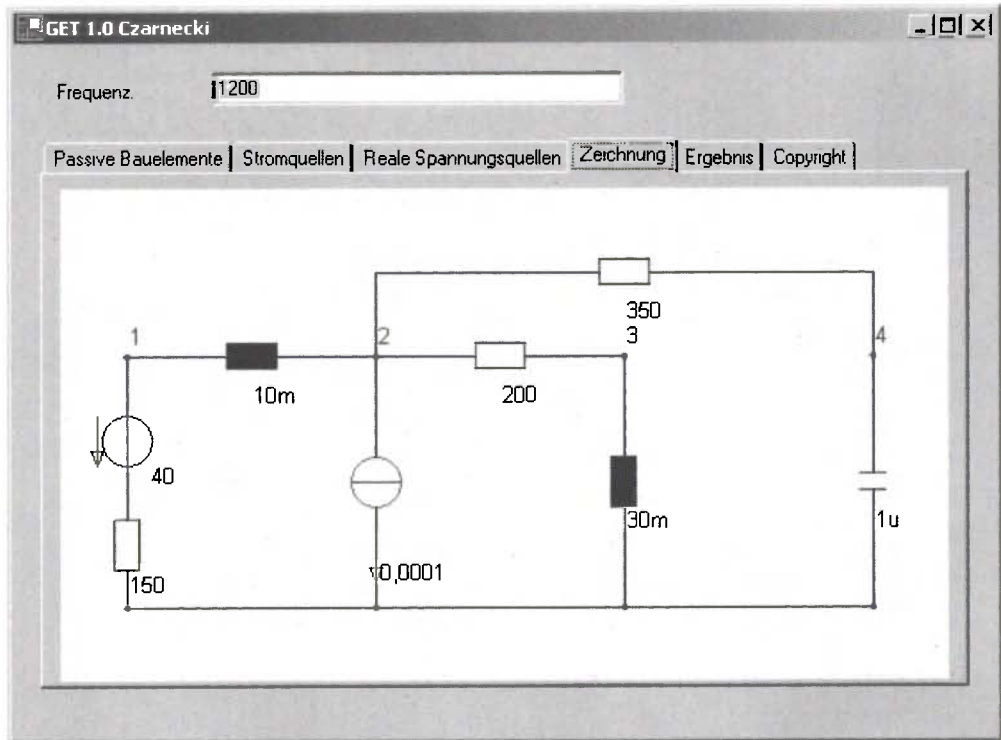 GET 1.0 Czarnecki
Frequenz. 1200
Passive Bauelemente Stromquellen Reale Spannungsquellen Zeichnung Ergebnis Copyright
350
1 2 3 4
10m 200
40
30m 1u
150 0,0001